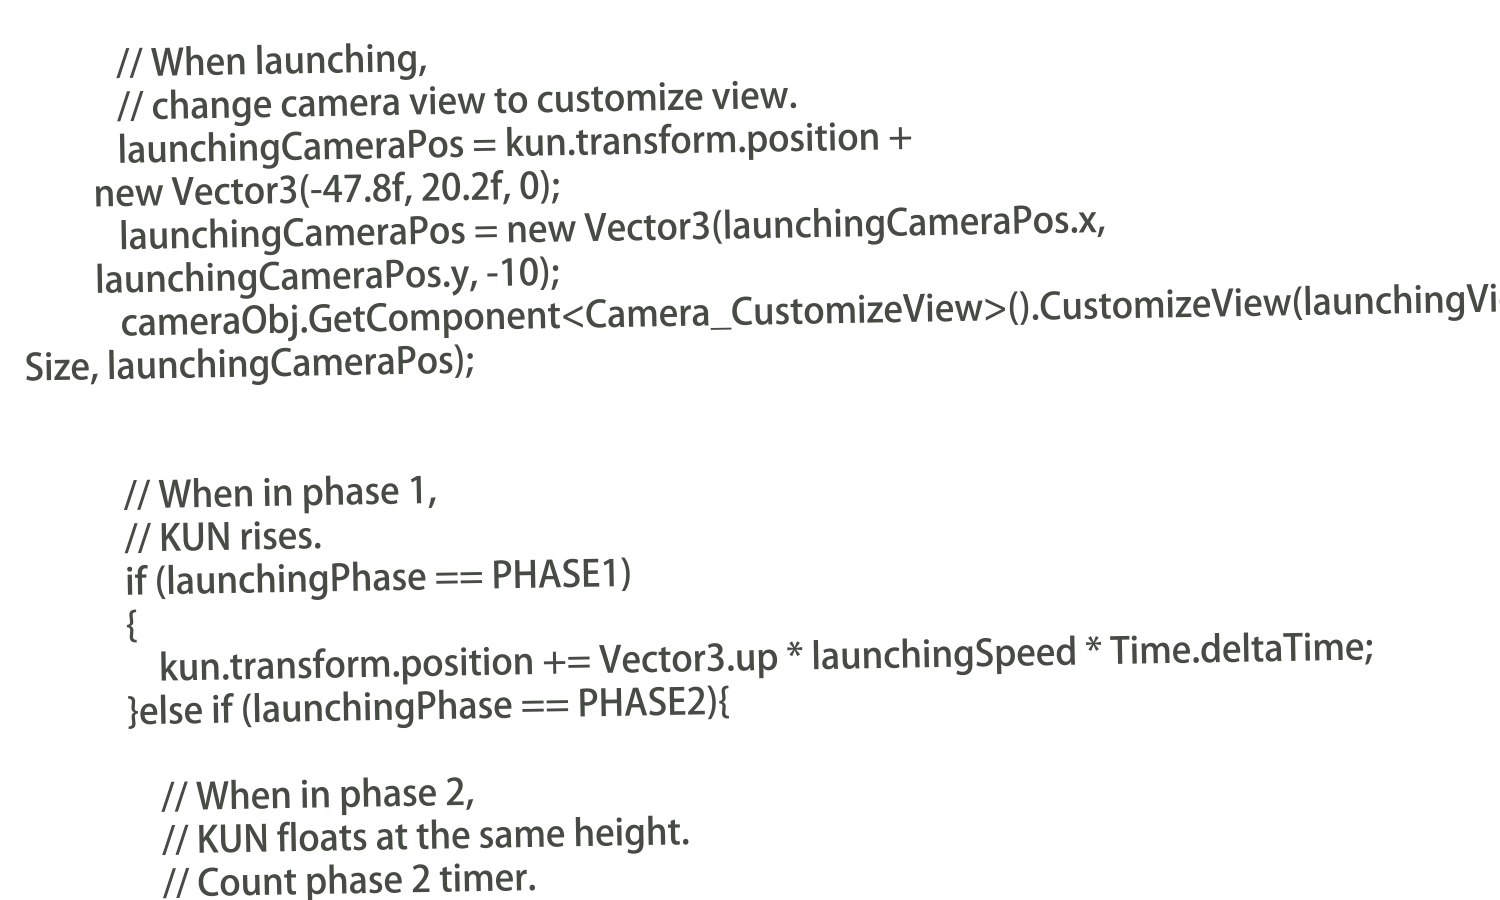 // When launching,
// change camera view to customize view.
launchingCameraPos = kun.transform.position +
new Vector3(-47.8f, 20.2f, 0);
launchingCameraPos = new Vector3(launchingCameraPos.x,
launchingCameraPos.y, -10);
cameraObj.GetComponent<Camera_CustomizeView>().CustomizeView(launchingVi
Size, launchingCameraPos);
// When in phase 1,
// KUN rises.
if (launchingPhase == PHASE1)
{
kun.transform.position += Vector3.up * launchingSpeed * Time.deltaTime;
}else if (launchingPhase == PHASE2){
// When in phase 2,
// KUN floats at the same height.
// Count phase 2 timer.